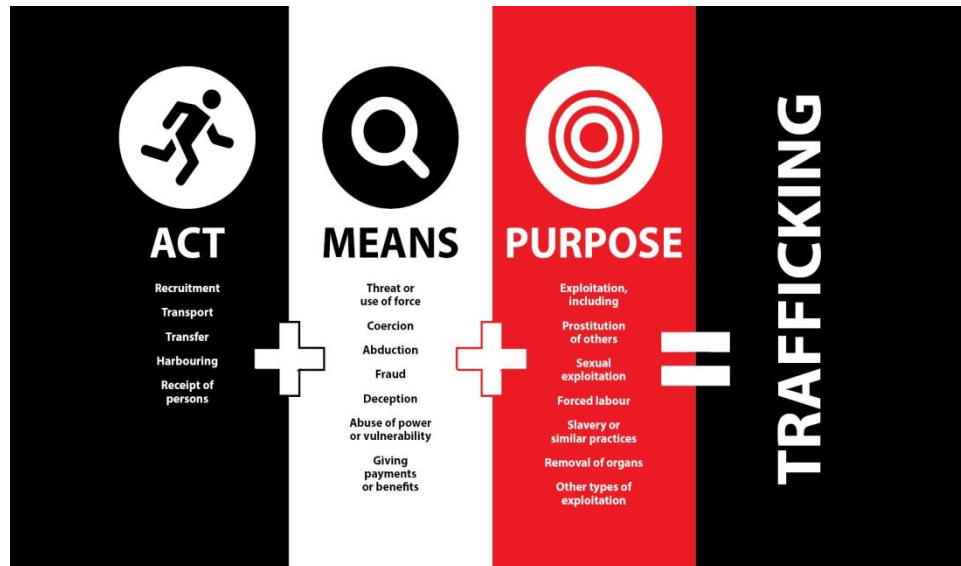 ACT
Recruitment
Transport
Transfer
Harbouring
Receipt of
persons
MEANS
Threat or
use of force
Coercion
Abduction
Fraud
Deception
Abuse of power
or vulnerability
Giving
payments
or benefits
PURPOSE
Exploitation,
including
Prostitution
of others
Sexual
exploitation
Forced labour
Slavery or
similar practices
Removal of organs
Other types of
exploitation
TRAFFICKING